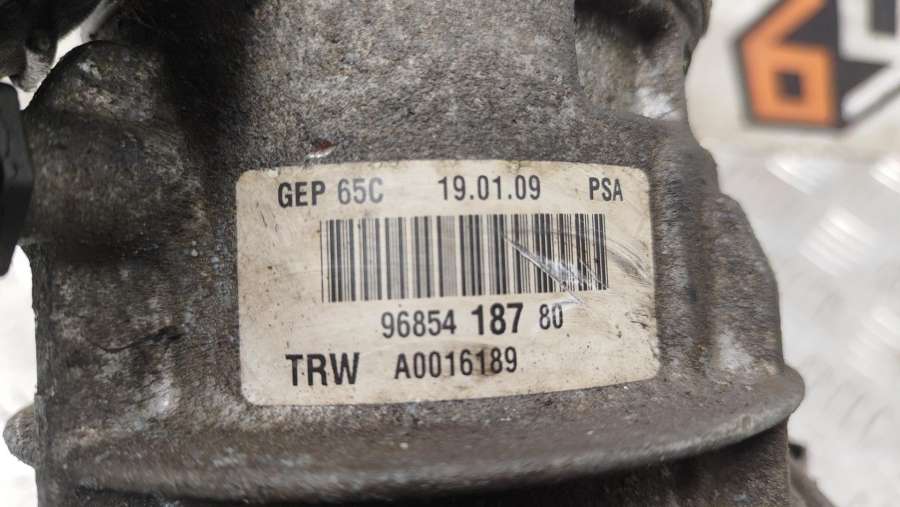 GEP 65C 19.01.09 PSA
96854 187 80
TRW A0016189